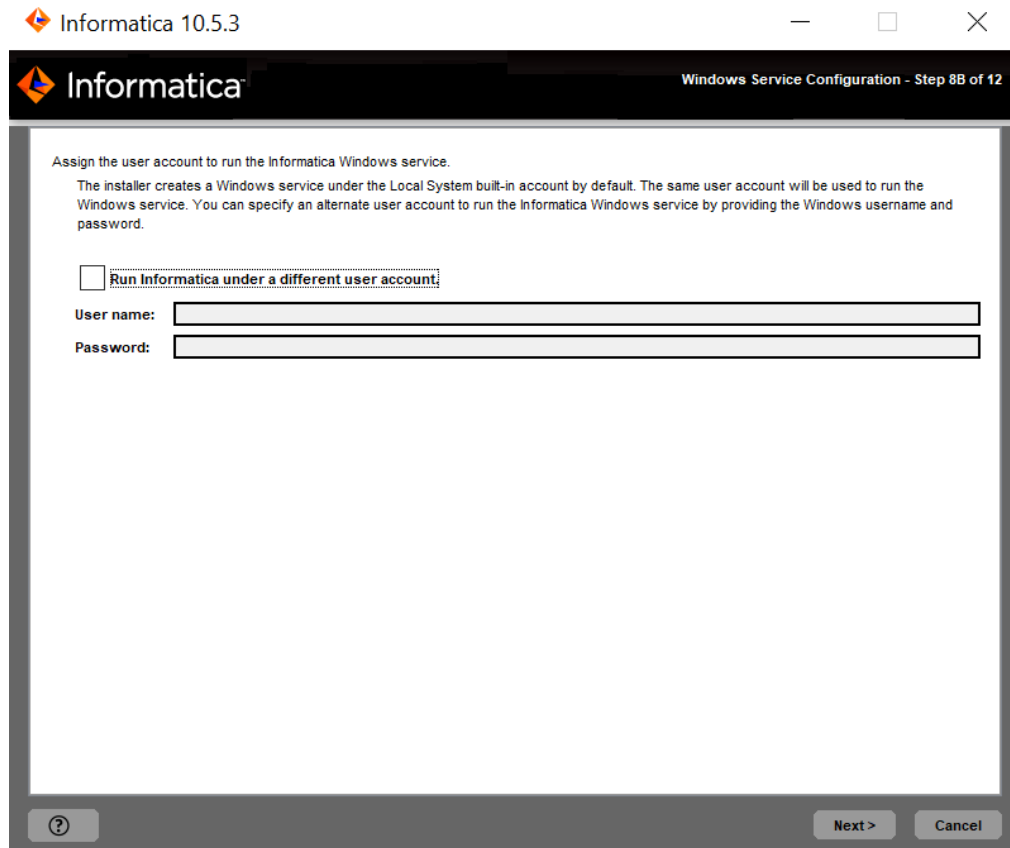 Informatica 10.5.3
Informatica
Windows Service Configuration - Step 8B of 12
Assign the user account to run the Informatica Windows service.
The installer creates a Windows service under the Local System built-in account by default. The same user account will be used to run the
Windows service. You can specify an alternate user account to run the Informatica Windows service by providing the Windows username and
password.
Run Informatica under a different user account.
User name:
Password:
?
Next >
Cancel